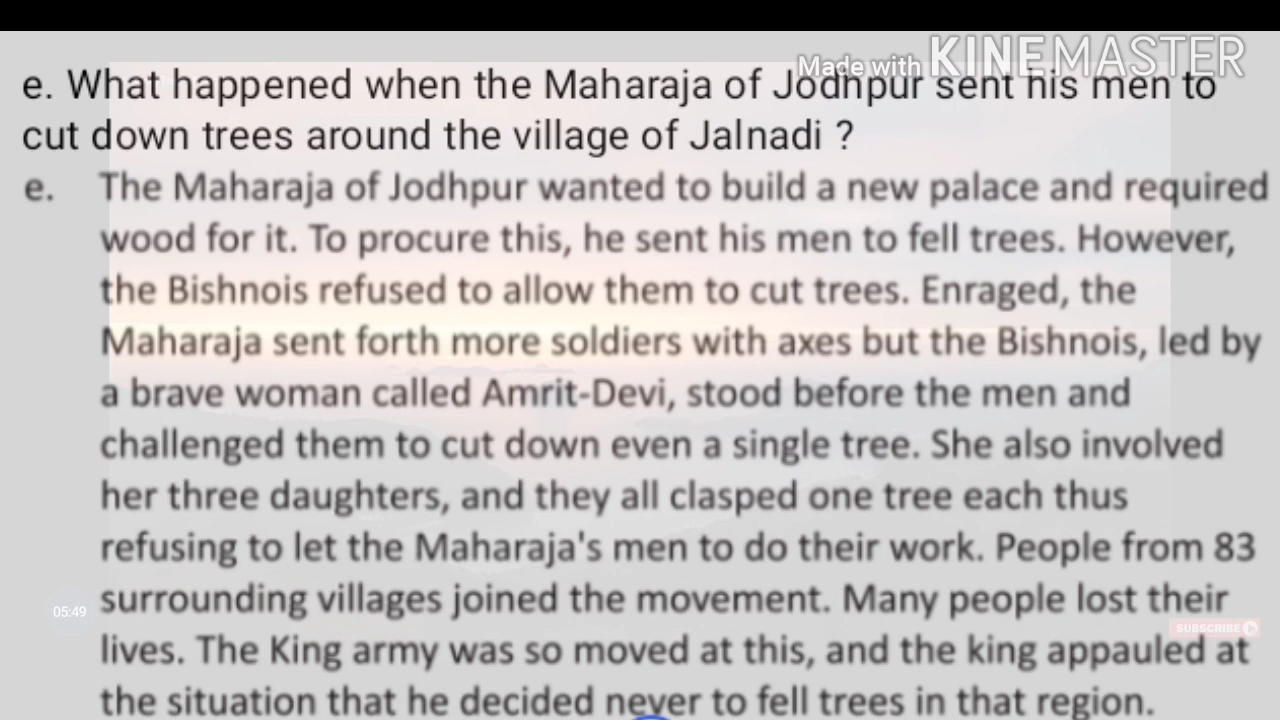 Made with KINEMASTER
e. What happened when the Maharaja of Jodhpur sent his men to
cut down trees around the village of Jalnadi ?
e. The Maharaja of Jodhpur wanted to build a new palace and required
wood for it. To procure this, he sent his men to fell trees. However,
the Bishnois refused to allow them to cut trees. Enraged, the
Maharaja sent forth more soldiers with axes but the Bishnois, led by
a brave woman called Amrit-Devi, stood before the men and
challenged them to cut down even a single tree. She also involved
her three daughters, and they all clasped one tree each thus
refusing to let the Maharaja's men to do their work. People from 83
05:49 surrounding villages joined the movement. Many people lost their
SUBSCRIBE
lives. The King army was so moved at this, and the king appauled at
the situation that he decided never to fell trees in that region.